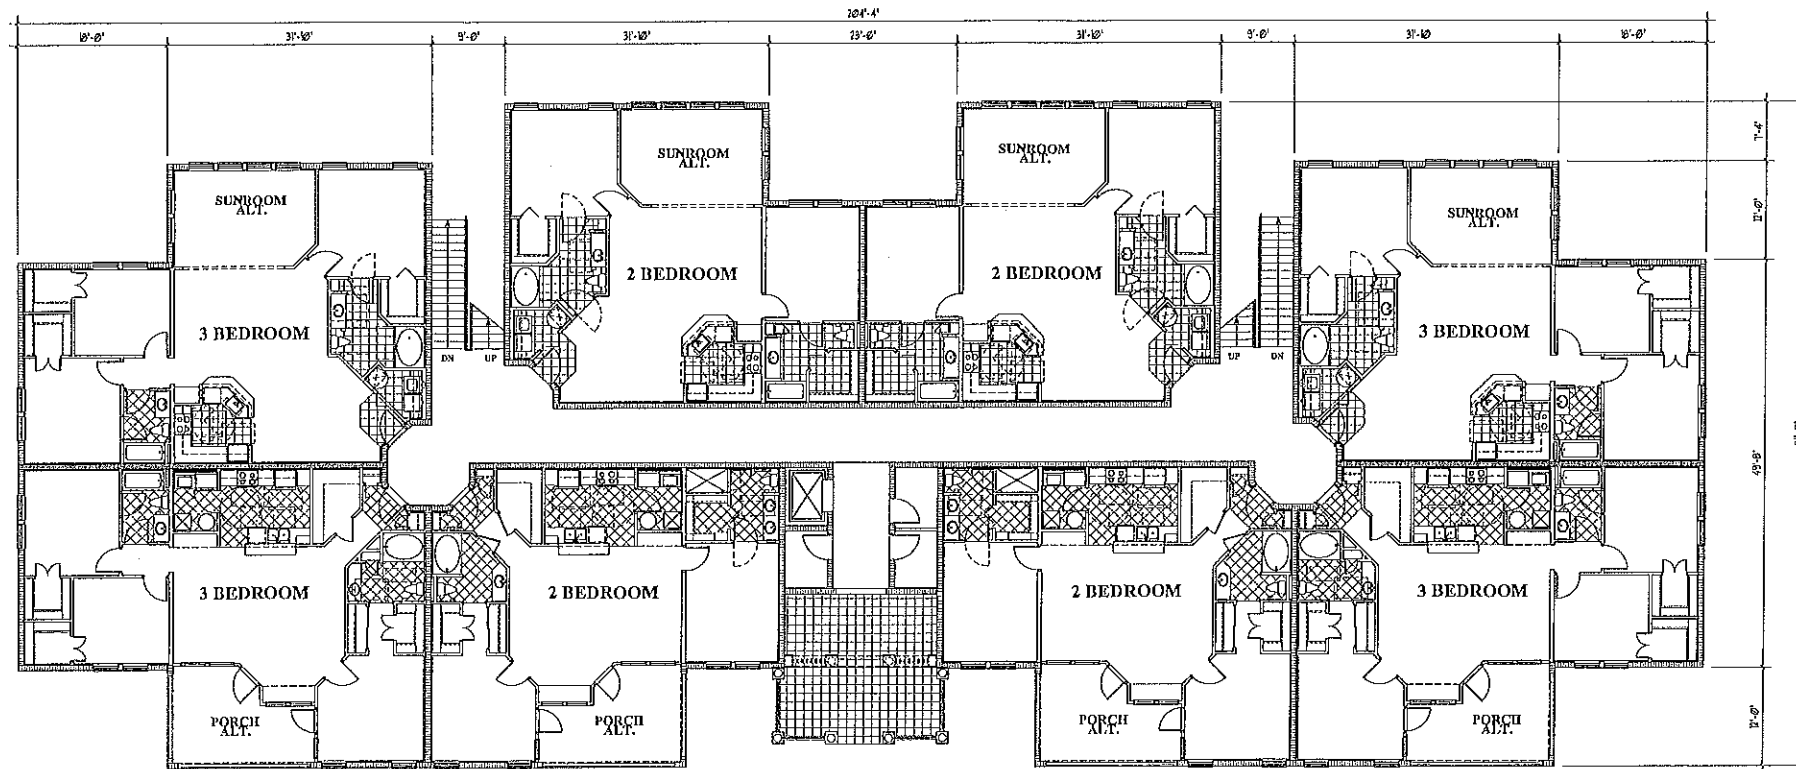 204'-4"
18'-0" 31'-10" 9'-0" 31'-10" 23'-0" 31'-10" 9'-0" 31'-10 18'-0"
7'-4"
SUNROOM
ALT.
SUNROOM
ALT.
SUNROOM
ALT.
SUNROOM
ALT.
12'-0"
2 BEDROOM
2 BEDROOM
3 BEDROOM
3 BEDROOM
DN UP
UP DN
49'-8"
3 BEDROOM
2 BEDROOM
2 BEDROOM
3 BEDROOM
PORCH
ALT.
PORCH
ALT.
PORCH
ALT.
PORCH
ALT.
12'-0"